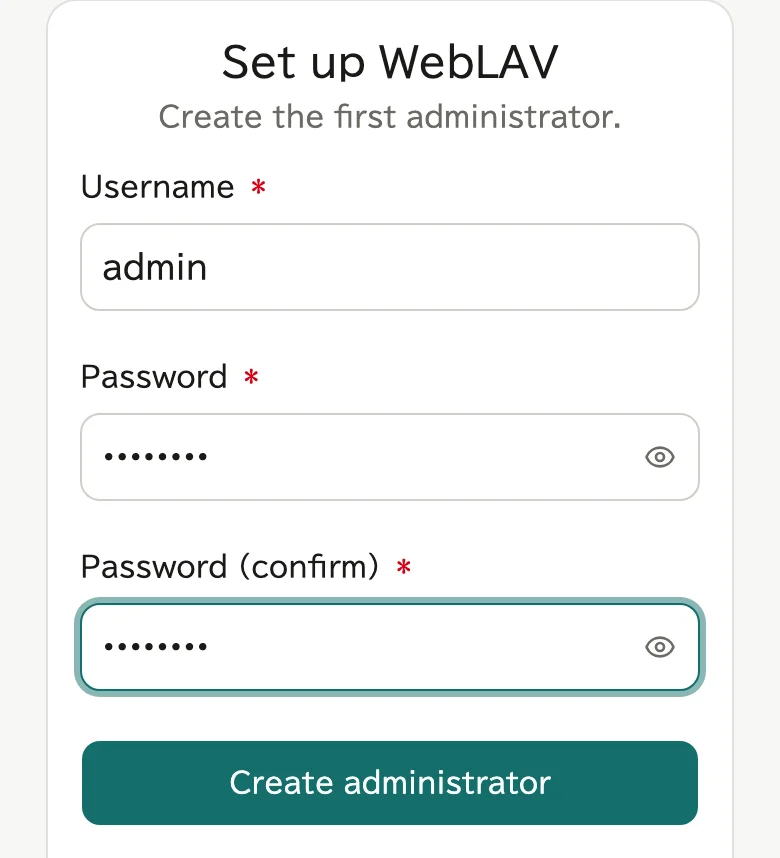 Set up WebLAV
Create the first administrator.
Username *
admin
Password *
••••••••
Password (confirm) *
••••••••
Create administrator